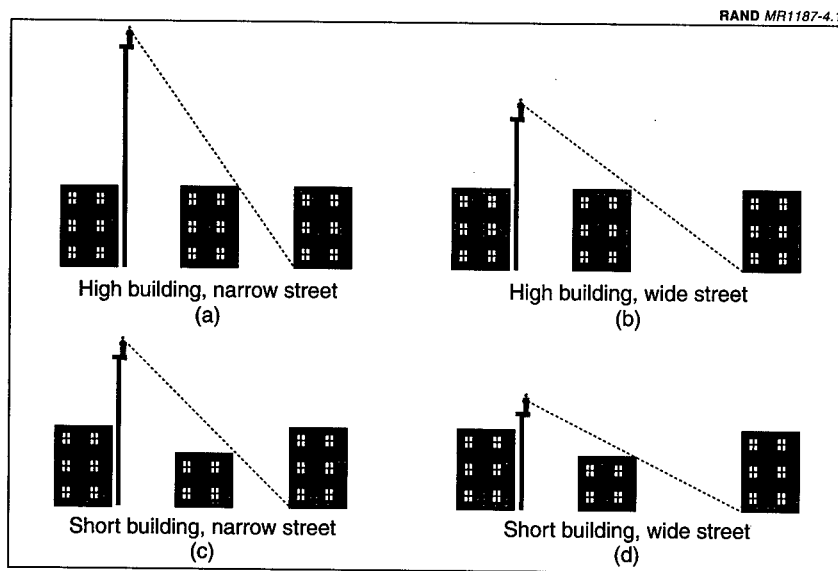 RAND MR1187-4.
High building, narrow street
(a)
High building, wide street
(b)
Short building, narrow street
(c)
Short building, wide street
(d)